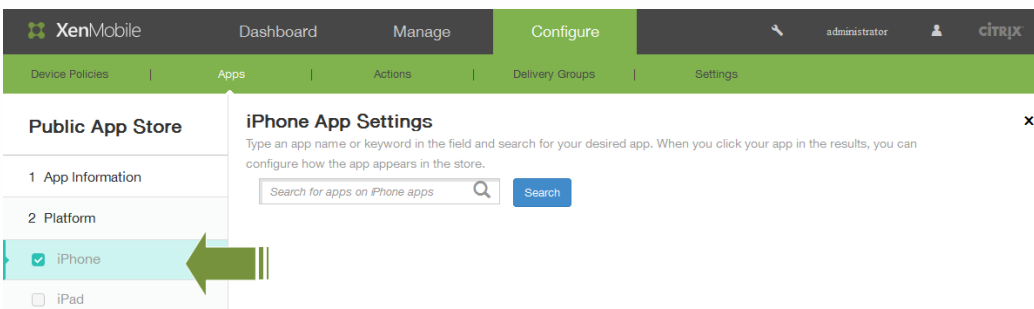 XenMobile Dashboard Manage Configure administrator CITRIX
Device Policies | Apps | Actions | Delivery Groups | Settings
Public App Store
iPhone App Settings
x
Type an app name or keyword in the field and search for your desired app. When you click your app in the results, you can
configure how the app appears in the store.
Search for apps on iPhone apps Search
1 App Information
2 Platform
iPhone
iPad